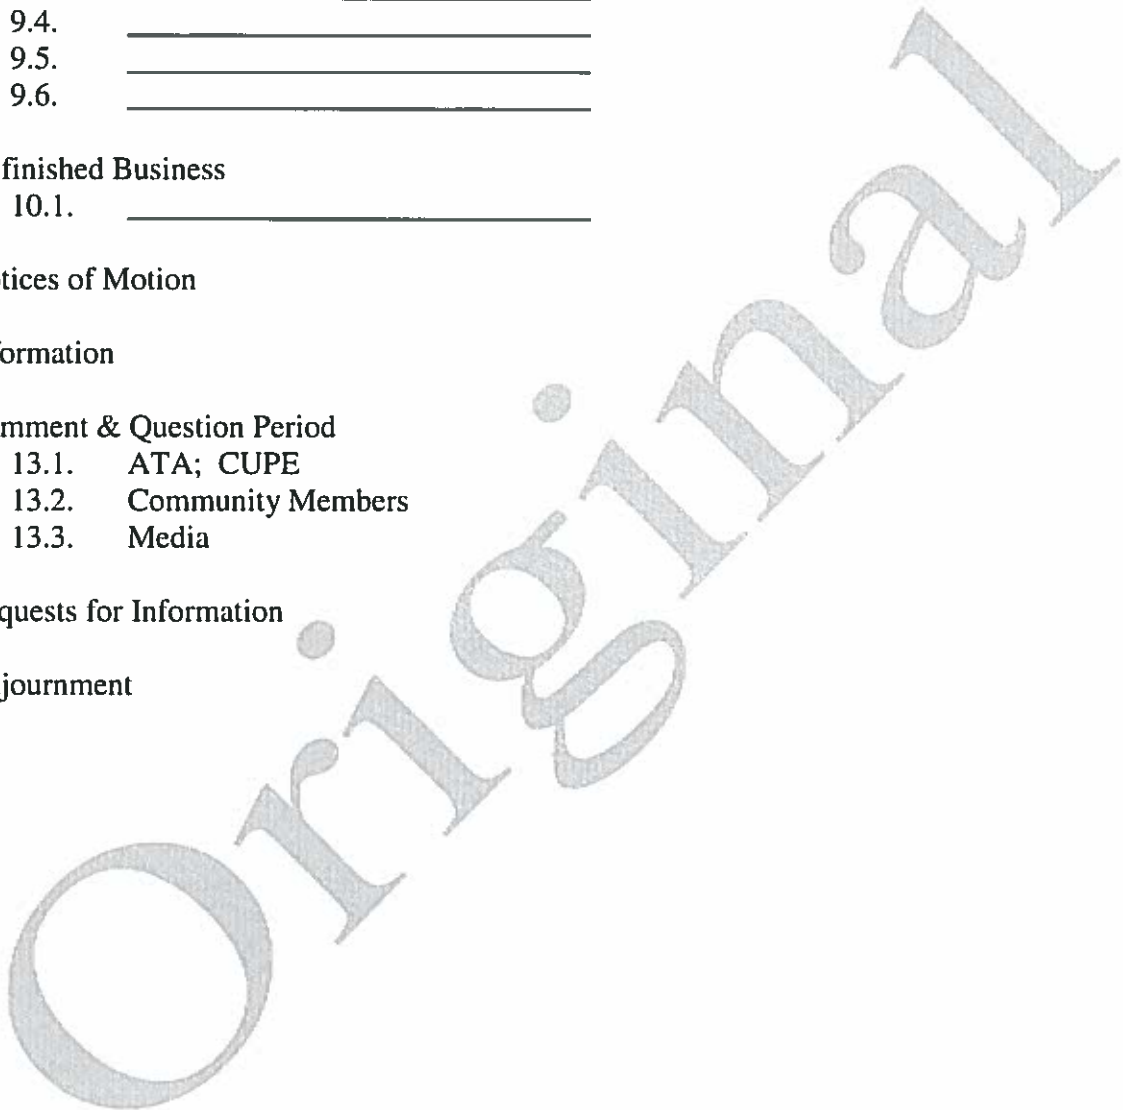 9.4.
9.5.
9.6.
finished Business
10.1.
tices of Motion
ormation
mment & Question Period
13.1. ATA; CUPE
13.2. Community Members
13.3. Media
quests for Information
journment
Original